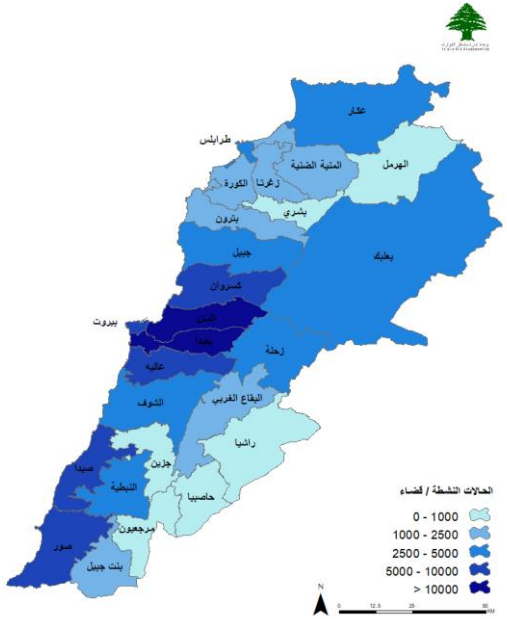 عكار
طرابلس
المنية الضنية
الهرمل
زغرتا
الكورة
بشري
بترون
جبيل
بعلبك
كسروان
المتن
بيروت
بعبدا
زحلة
عاليه
الشوف
البقاع الغربي
راشيا
جزين
صيدا
النبطية
حاصبيا
مرجعيون
صور
بنت جبيل
الحالات النشطة / قضاء
0 - 1000
1000 - 2500
2500 - 5000
5000 - 10000
> 10000
N
0 12.5 25 50
KM